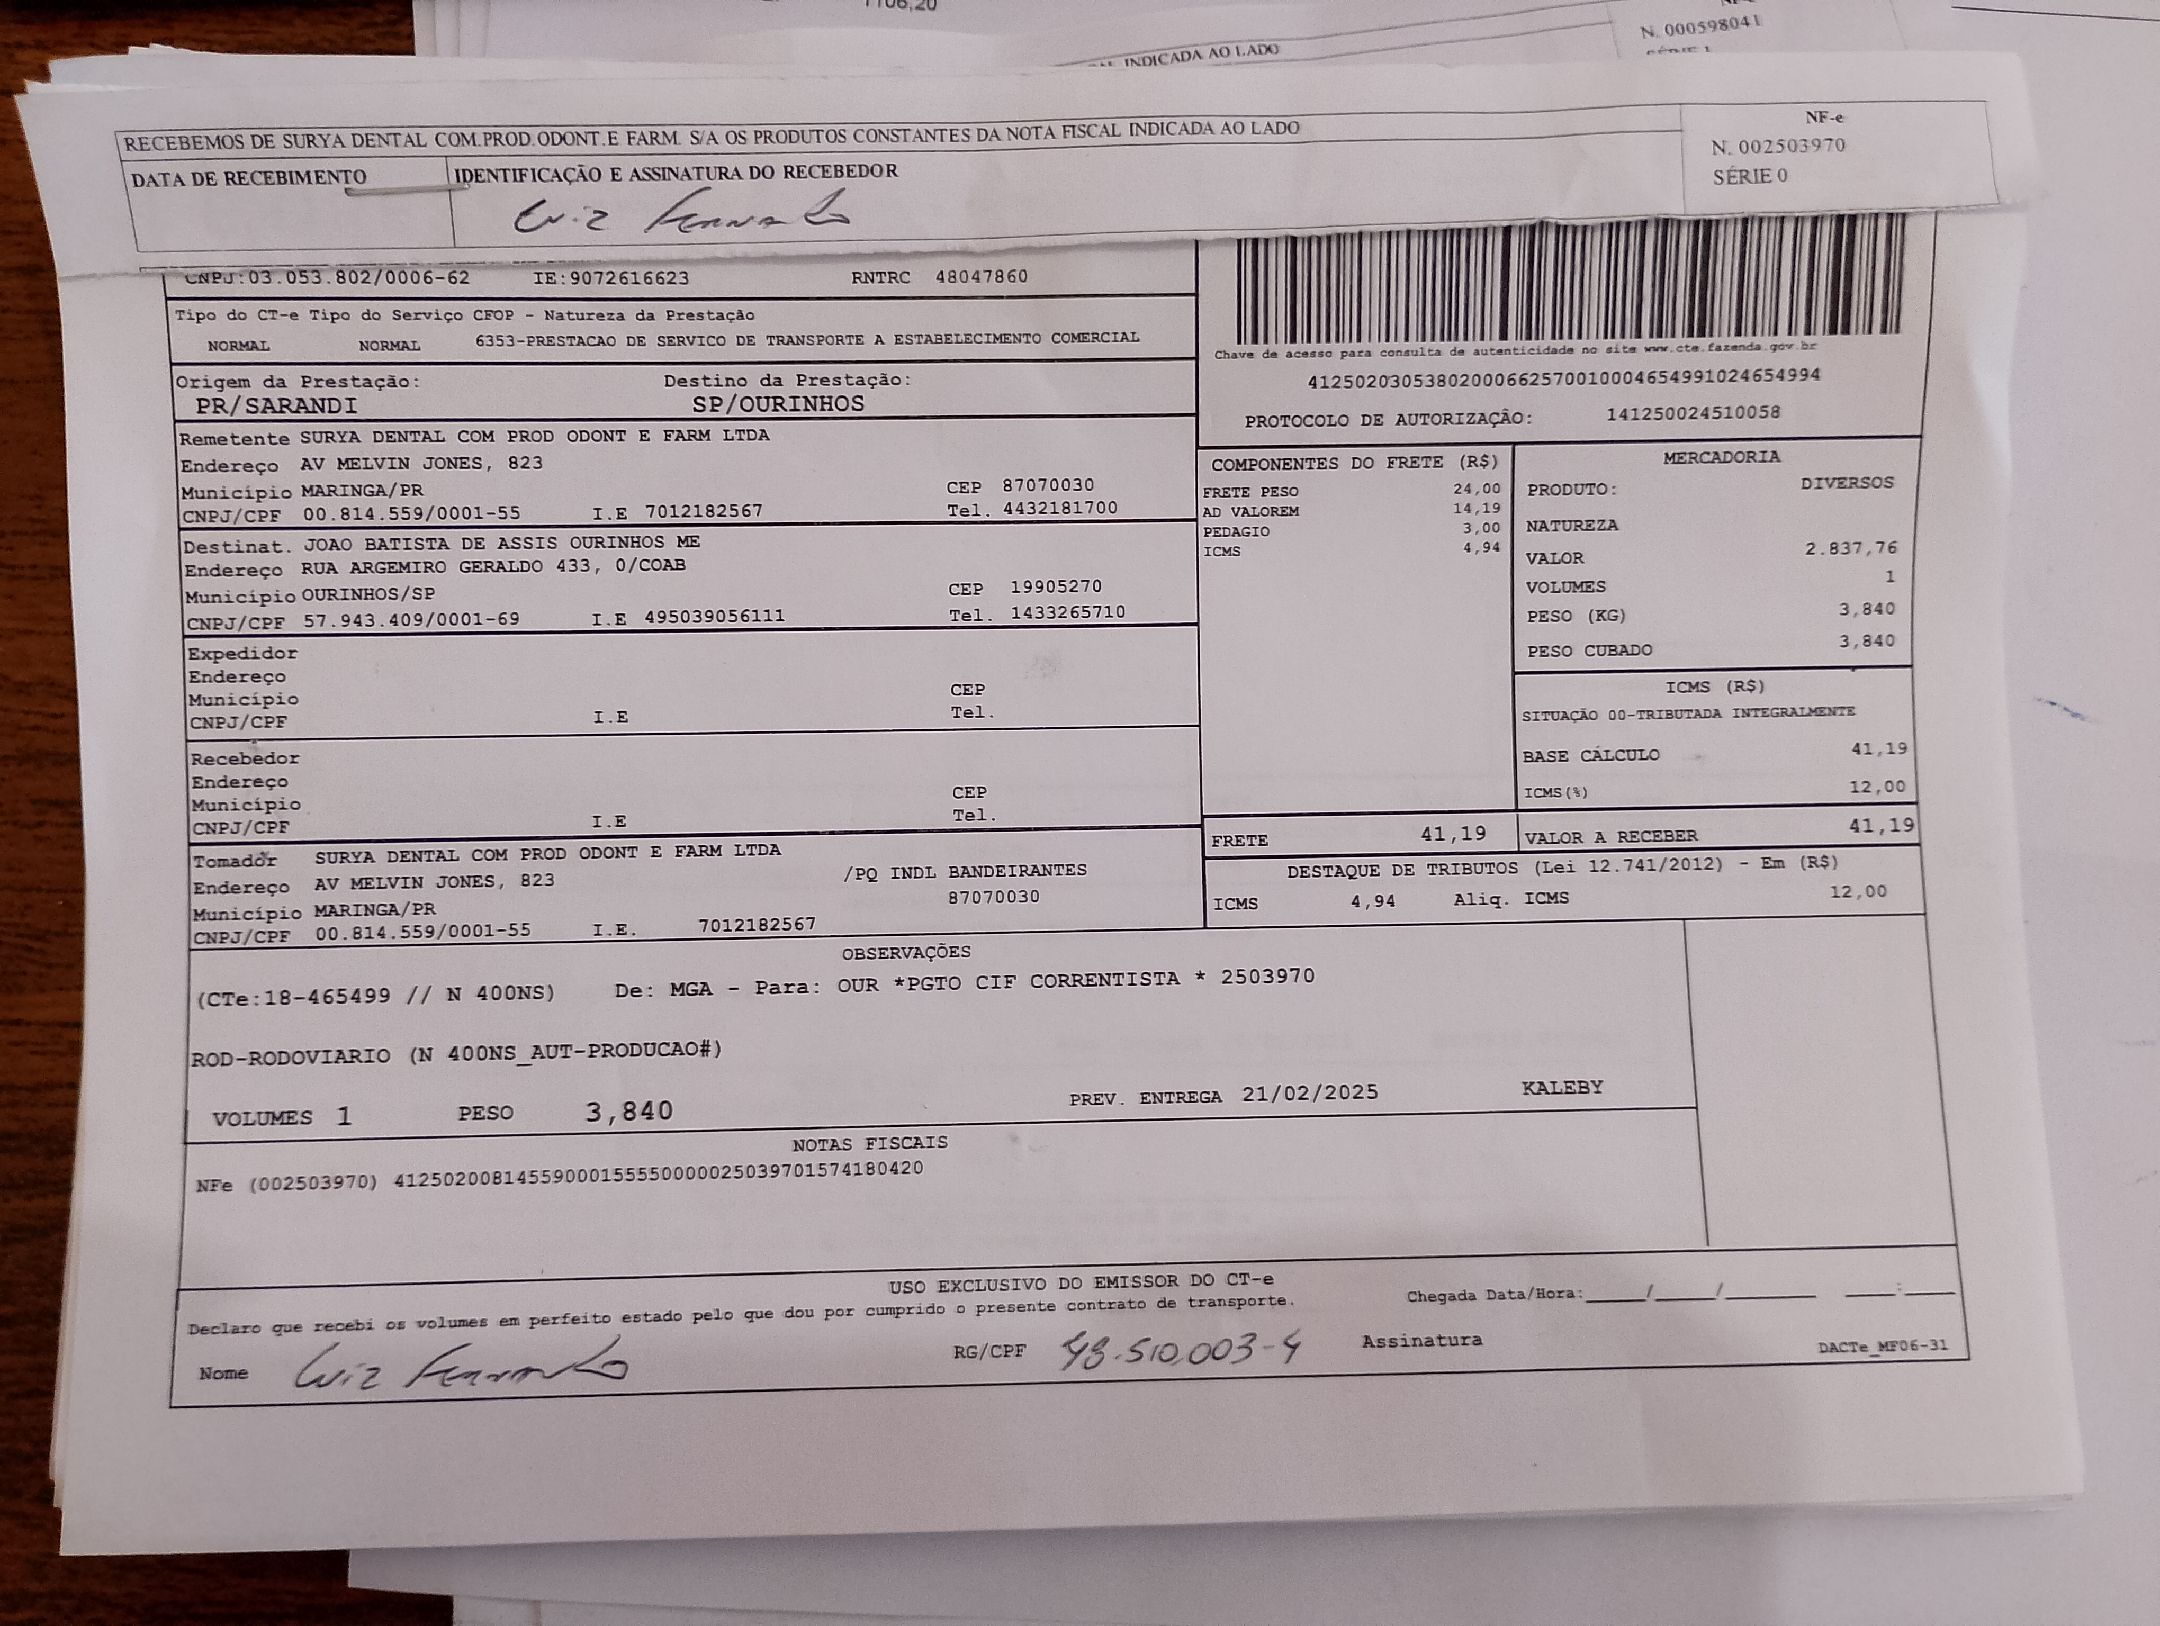 1106,20
INDICADA AO LADO
N. 000598041
RECEBEMOS DE SURYA DENTAL COM.PROD.ODONT.E FARM. S/A OS PRODUTOS CONSTANTES DA NOTA FISCAL INDICADA AO LADO
NF-e
N. 002503970
SÉRIE 0
DATA DE RECEBIMENTO
IDENTIFICAÇÃO E ASSINATURA DO RECEBEDOR
Luiz Fernando
CNPJ:03.053.802/0006-62 IE:9072616623 RNTRC 48047860
Tipo do CT-e Tipo do Serviço CFOP - Natureza da Prestação
NORMAL NORMAL 6353-PRESTACAO DE SERVICO DE TRANSPORTE A ESTABELECIMENTO COMERCIAL
Chave de acesso para consulta de autenticidade no site www.cte.fazenda.gov.br
41250203053802000662570010004654991024654994
PROTOCOLO DE AUTORIZAÇÃO: 141250024510058
Origem da Prestação: Destino da Prestação:
PR/SARANDI SP/OURINHOS
Remetente SURYA DENTAL COM PROD ODONT E FARM LTDA
Endereço AV MELVIN JONES, 823
Município MARINGA/PR CEP 87070030
CNPJ/CPF 00.814.559/0001-55 I.E 7012182567 Tel. 4432181700
Destinat. JOAO BATISTA DE ASSIS OURINHOS ME
Endereço RUA ARGEMIRO GERALDO 433, 0/COAB
Município OURINHOS/SP CEP 19905270
CNPJ/CPF 57.943.409/0001-69 I.E 495039056111 Tel. 1433265710
Expedidor
Endereço
Município CEP
CNPJ/CPF I.E Tel.
Recebedor
Endereço
Município CEP
CNPJ/CPF I.E Tel.
Tomador SURYA DENTAL COM PROD ODONT E FARM LTDA
Endereço AV MELVIN JONES, 823 /PQ INDL BANDEIRANTES
Município MARINGA/PR 87070030
CNPJ/CPF 00.814.559/0001-55 I.E. 7012182567
COMPONENTES DO FRETE (R$)
FRETE PESO 24,00
AD VALOREM 14,19
PEDAGIO 3,00
ICMS 4,94
MERCADORIA
PRODUTO: DIVERSOS
NATUREZA
VALOR 2.837,76
VOLUMES 1
PESO (KG) 3,840
PESO CUBADO 3,840
ICMS (R$)
SITUAÇÃO 00-TRIBUTADA INTEGRALMENTE
BASE CÁLCULO 41,19
ICMS(%) 12,00
FRETE 41,19 VALOR A RECEBER 41,19
DESTAQUE DE TRIBUTOS (Lei 12.741/2012) - Em (R$)
ICMS 4,94 Aliq. ICMS 12,00
OBSERVAÇÕES
(CTe:18-465499 // N 400NS) De: MGA - Para: OUR *PGTO CIF CORRENTISTA * 2503970
ROD-RODOVIARIO (N 400NS_AUT-PRODUCAO#)
VOLUMES 1 PESO 3,840 PREV. ENTREGA 21/02/2025 KALEBY
NOTAS FISCAIS
NFe (002503970) 41250200814559000155550000025039701574180420
USO EXCLUSIVO DO EMISSOR DO CT-e
Declaro que recebi os volumes em perfeito estado pelo que dou por cumprido o presente contrato de transporte. Chegada Data/Hora:____/____/______ ___:___
Nome Luiz Fernando RG/CPF 48.510.003-4 Assinatura DACTe_MF06-31